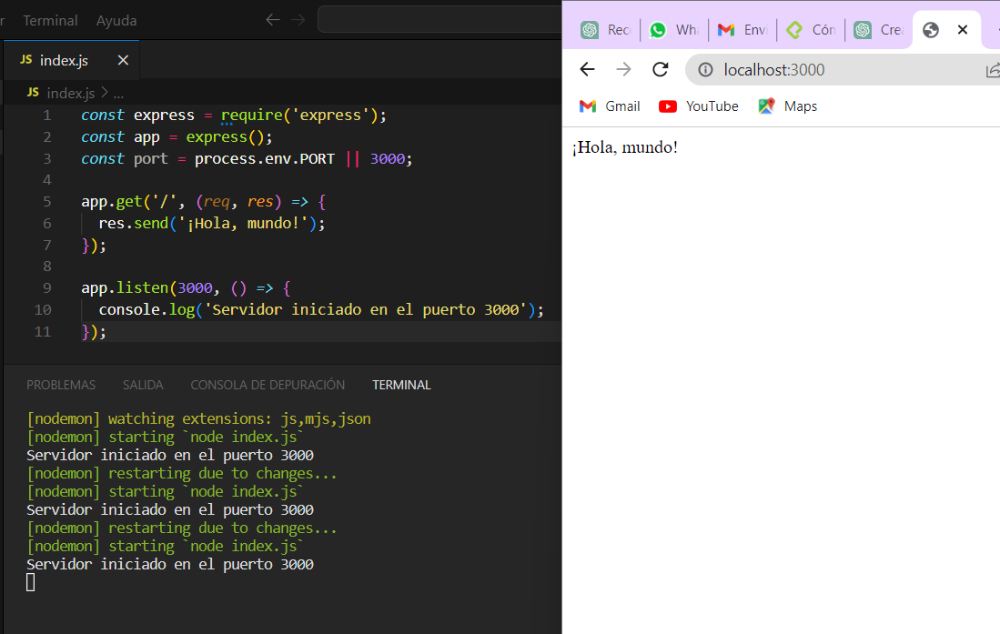 Terminal Ayuda
JS index.js
JS index.js > ...
1 const express = require('express');
2 const app = express();
3 const port = process.env.PORT || 3000;
4
5 app.get('/', (req, res) => {
6 res.send('¡Hola, mundo!');
7 });
8
9 app.listen(3000, () => {
10 console.log('Servidor iniciado en el puerto 3000');
11 });
PROBLEMAS SALIDA CONSOLA DE DEPURACIÓN TERMINAL
[nodemon] watching extensions: js,mjs,json
[nodemon] starting `node index.js`
Servidor iniciado en el puerto 3000
[nodemon] restarting due to changes...
[nodemon] starting `node index.js`
Servidor iniciado en el puerto 3000
[nodemon] restarting due to changes...
[nodemon] starting `node index.js`
Servidor iniciado en el puerto 3000
Rec Wha Envi Cóm Crea
localhost:3000
Gmail YouTube Maps
¡Hola, mundo!